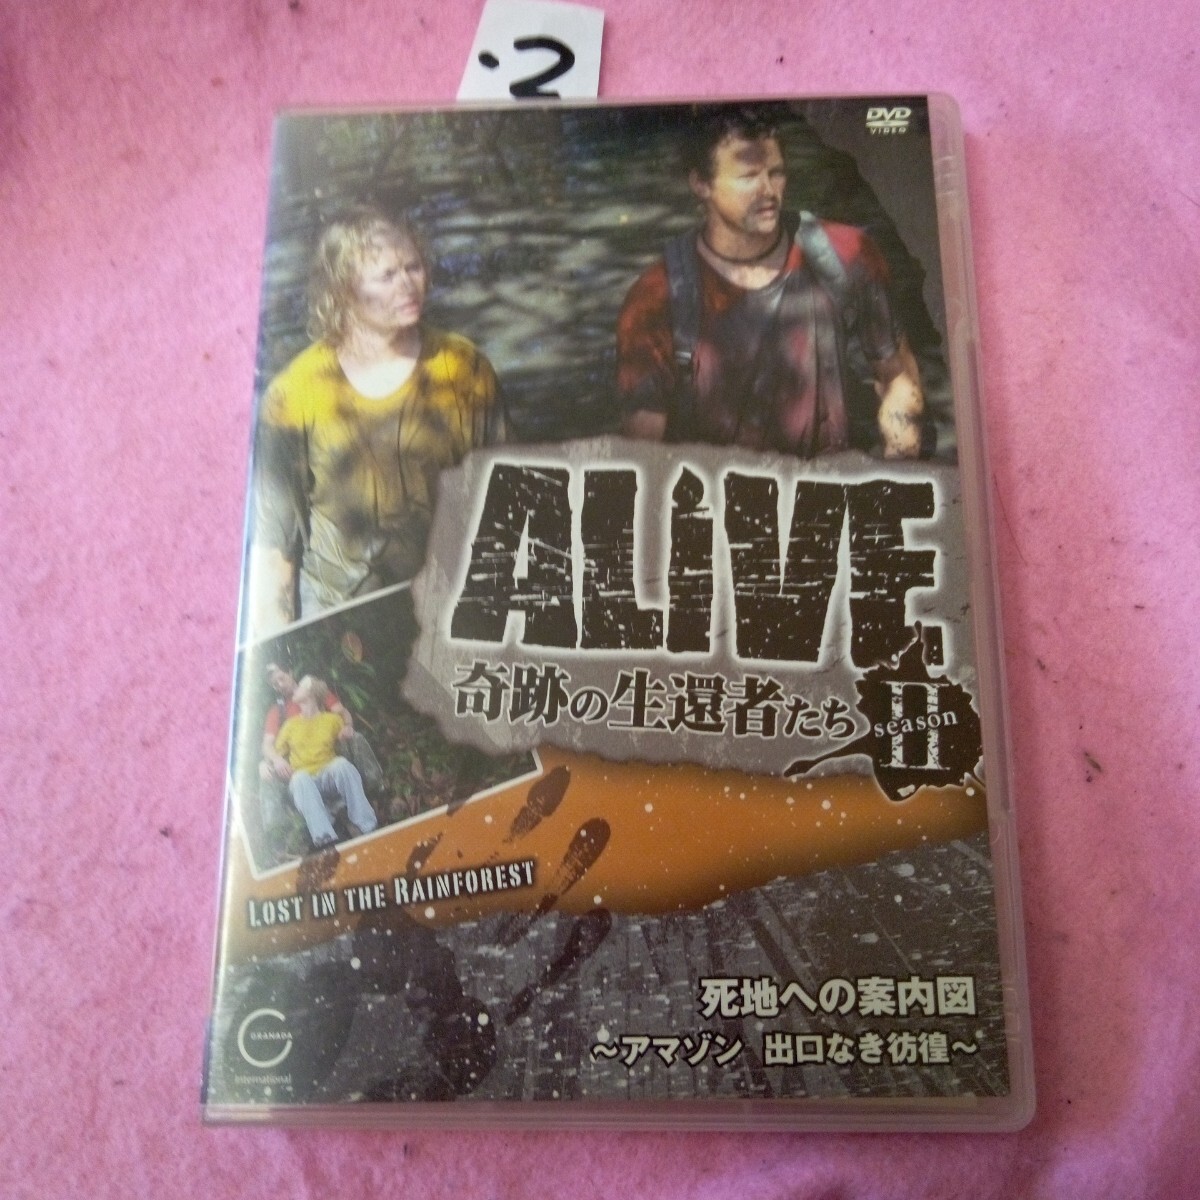 .2
DVD
VIDEO
ALiVE
奇跡の生還者たち
season
II
LOST IN THE RAINFOREST
死地への案内図
～アマゾン 出口なき彷徨～
GRANADA
International